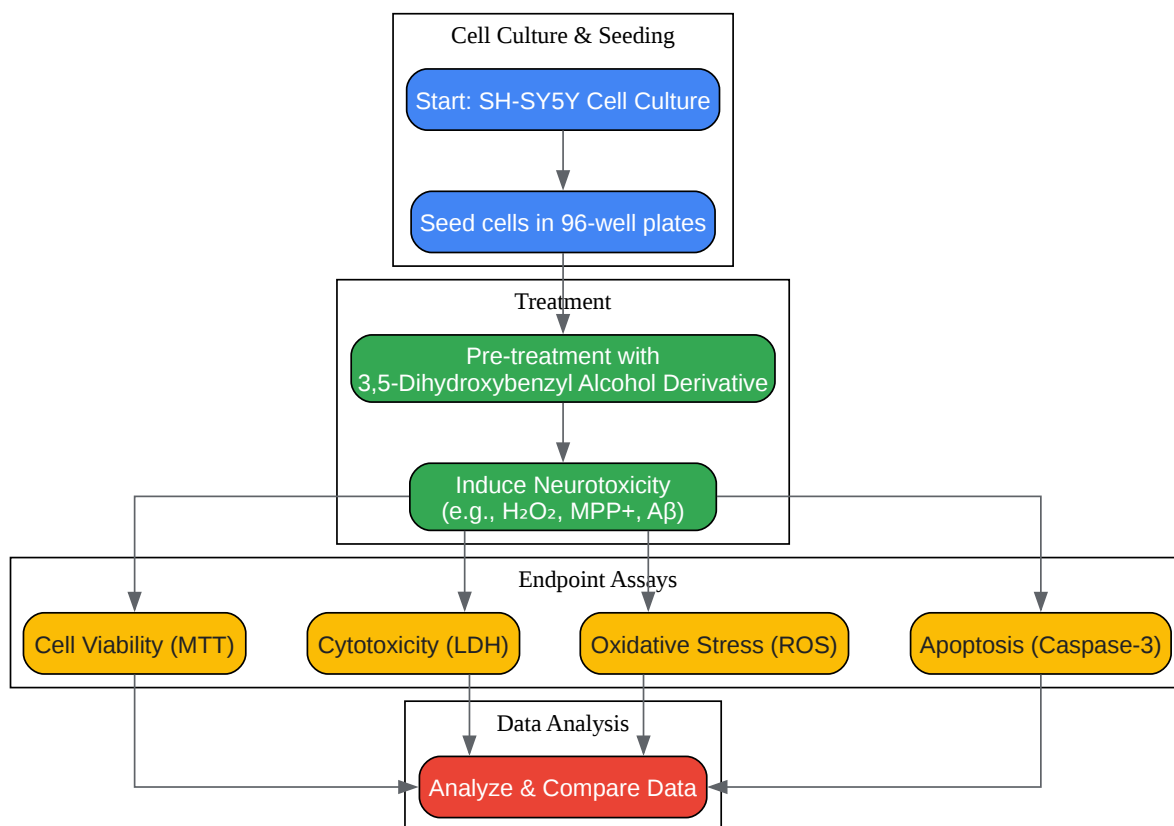 Cell Culture & Seeding
Start: SH-SY5Y Cell Culture
Seed cells in 96-well plates
Treatment
Pre-treatment with
3,5-Dihydroxybenzyl Alcohol Derivative
Induce Neurotoxicity
(e.g., H₂O₂, MPP+, Aβ)
Endpoint Assays
Cell Viability (MTT)
Cytotoxicity (LDH)
Oxidative Stress (ROS)
Apoptosis (Caspase-3)
Data Analysis
Analyze & Compare Data